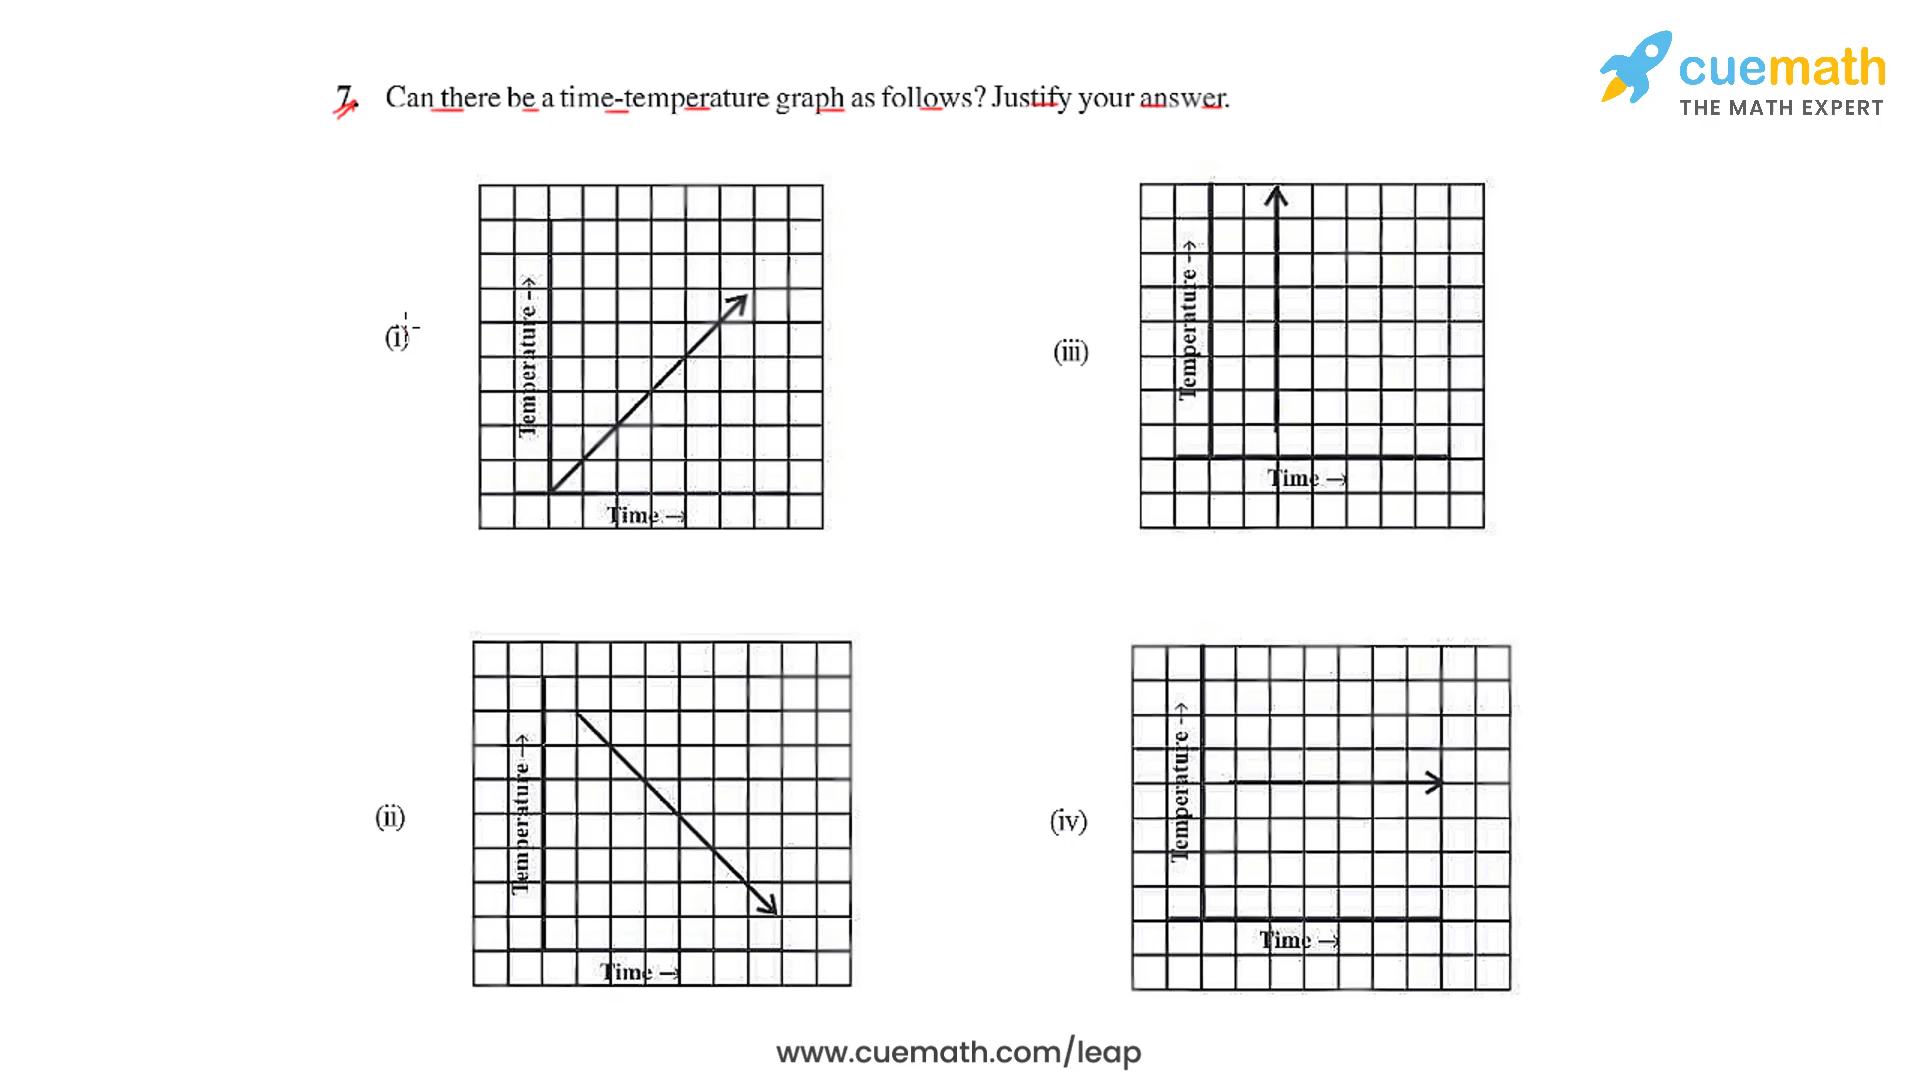 cuemath
THE MATH EXPERT
7. Can there be a time-temperature graph as follows? Justify your answer.
(i)
Temperature →
Time →
(iii)
Temperature →
Time →
(ii)
Temperature →
Time →
(iv)
Temperature →
Time →
www.cuemath.com/leap